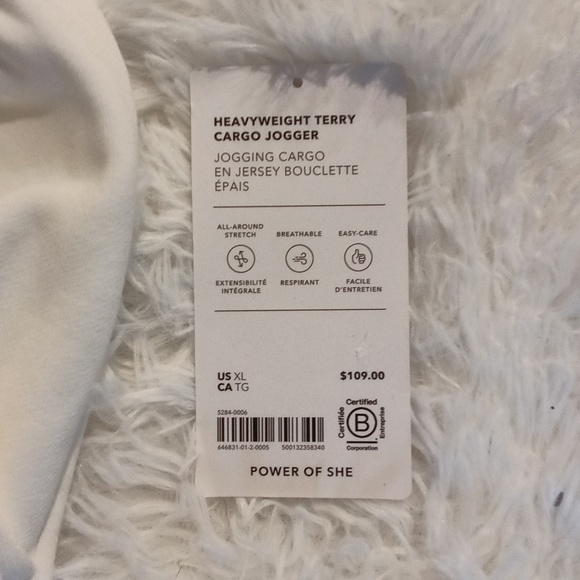 HEAVYWEIGHT TERRY
CARGO JOGGER
JOGGING CARGO
EN JERSEY BOUCLETTE
ÉPAIS
ALL-AROUND
STRETCH
BREATHABLE
EASY-CARE
EXTENSIBILITÉ
INTÉGRALE
RESPIRANT
FACILE
D'ENTRETIEN
US XL
CA TG
$109.00
5284-0006
646831-01-2-0005 500132358340
Certified
Certifiée
B
Entreprise
Corporation
POWER OF SHE